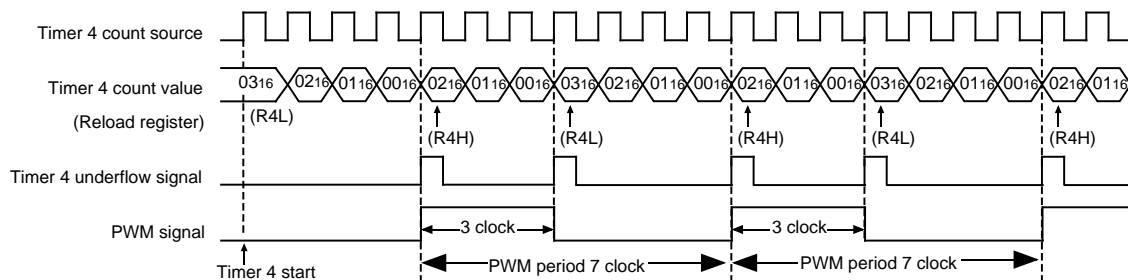 Timer 4 count source
Timer 4 count value
(Reload register)
0316 0216 0116 0016 0216 0116 0016 0316 0216 0116 0016 0216 0116 0016 0316 0216 0116 0016 0216 0116
(R4L) (R4H) (R4L) (R4H) (R4L) (R4H)
Timer 4 underflow signal
PWM signal
3 clock 3 clock
PWM period 7 clock PWM period 7 clock
Timer 4 start